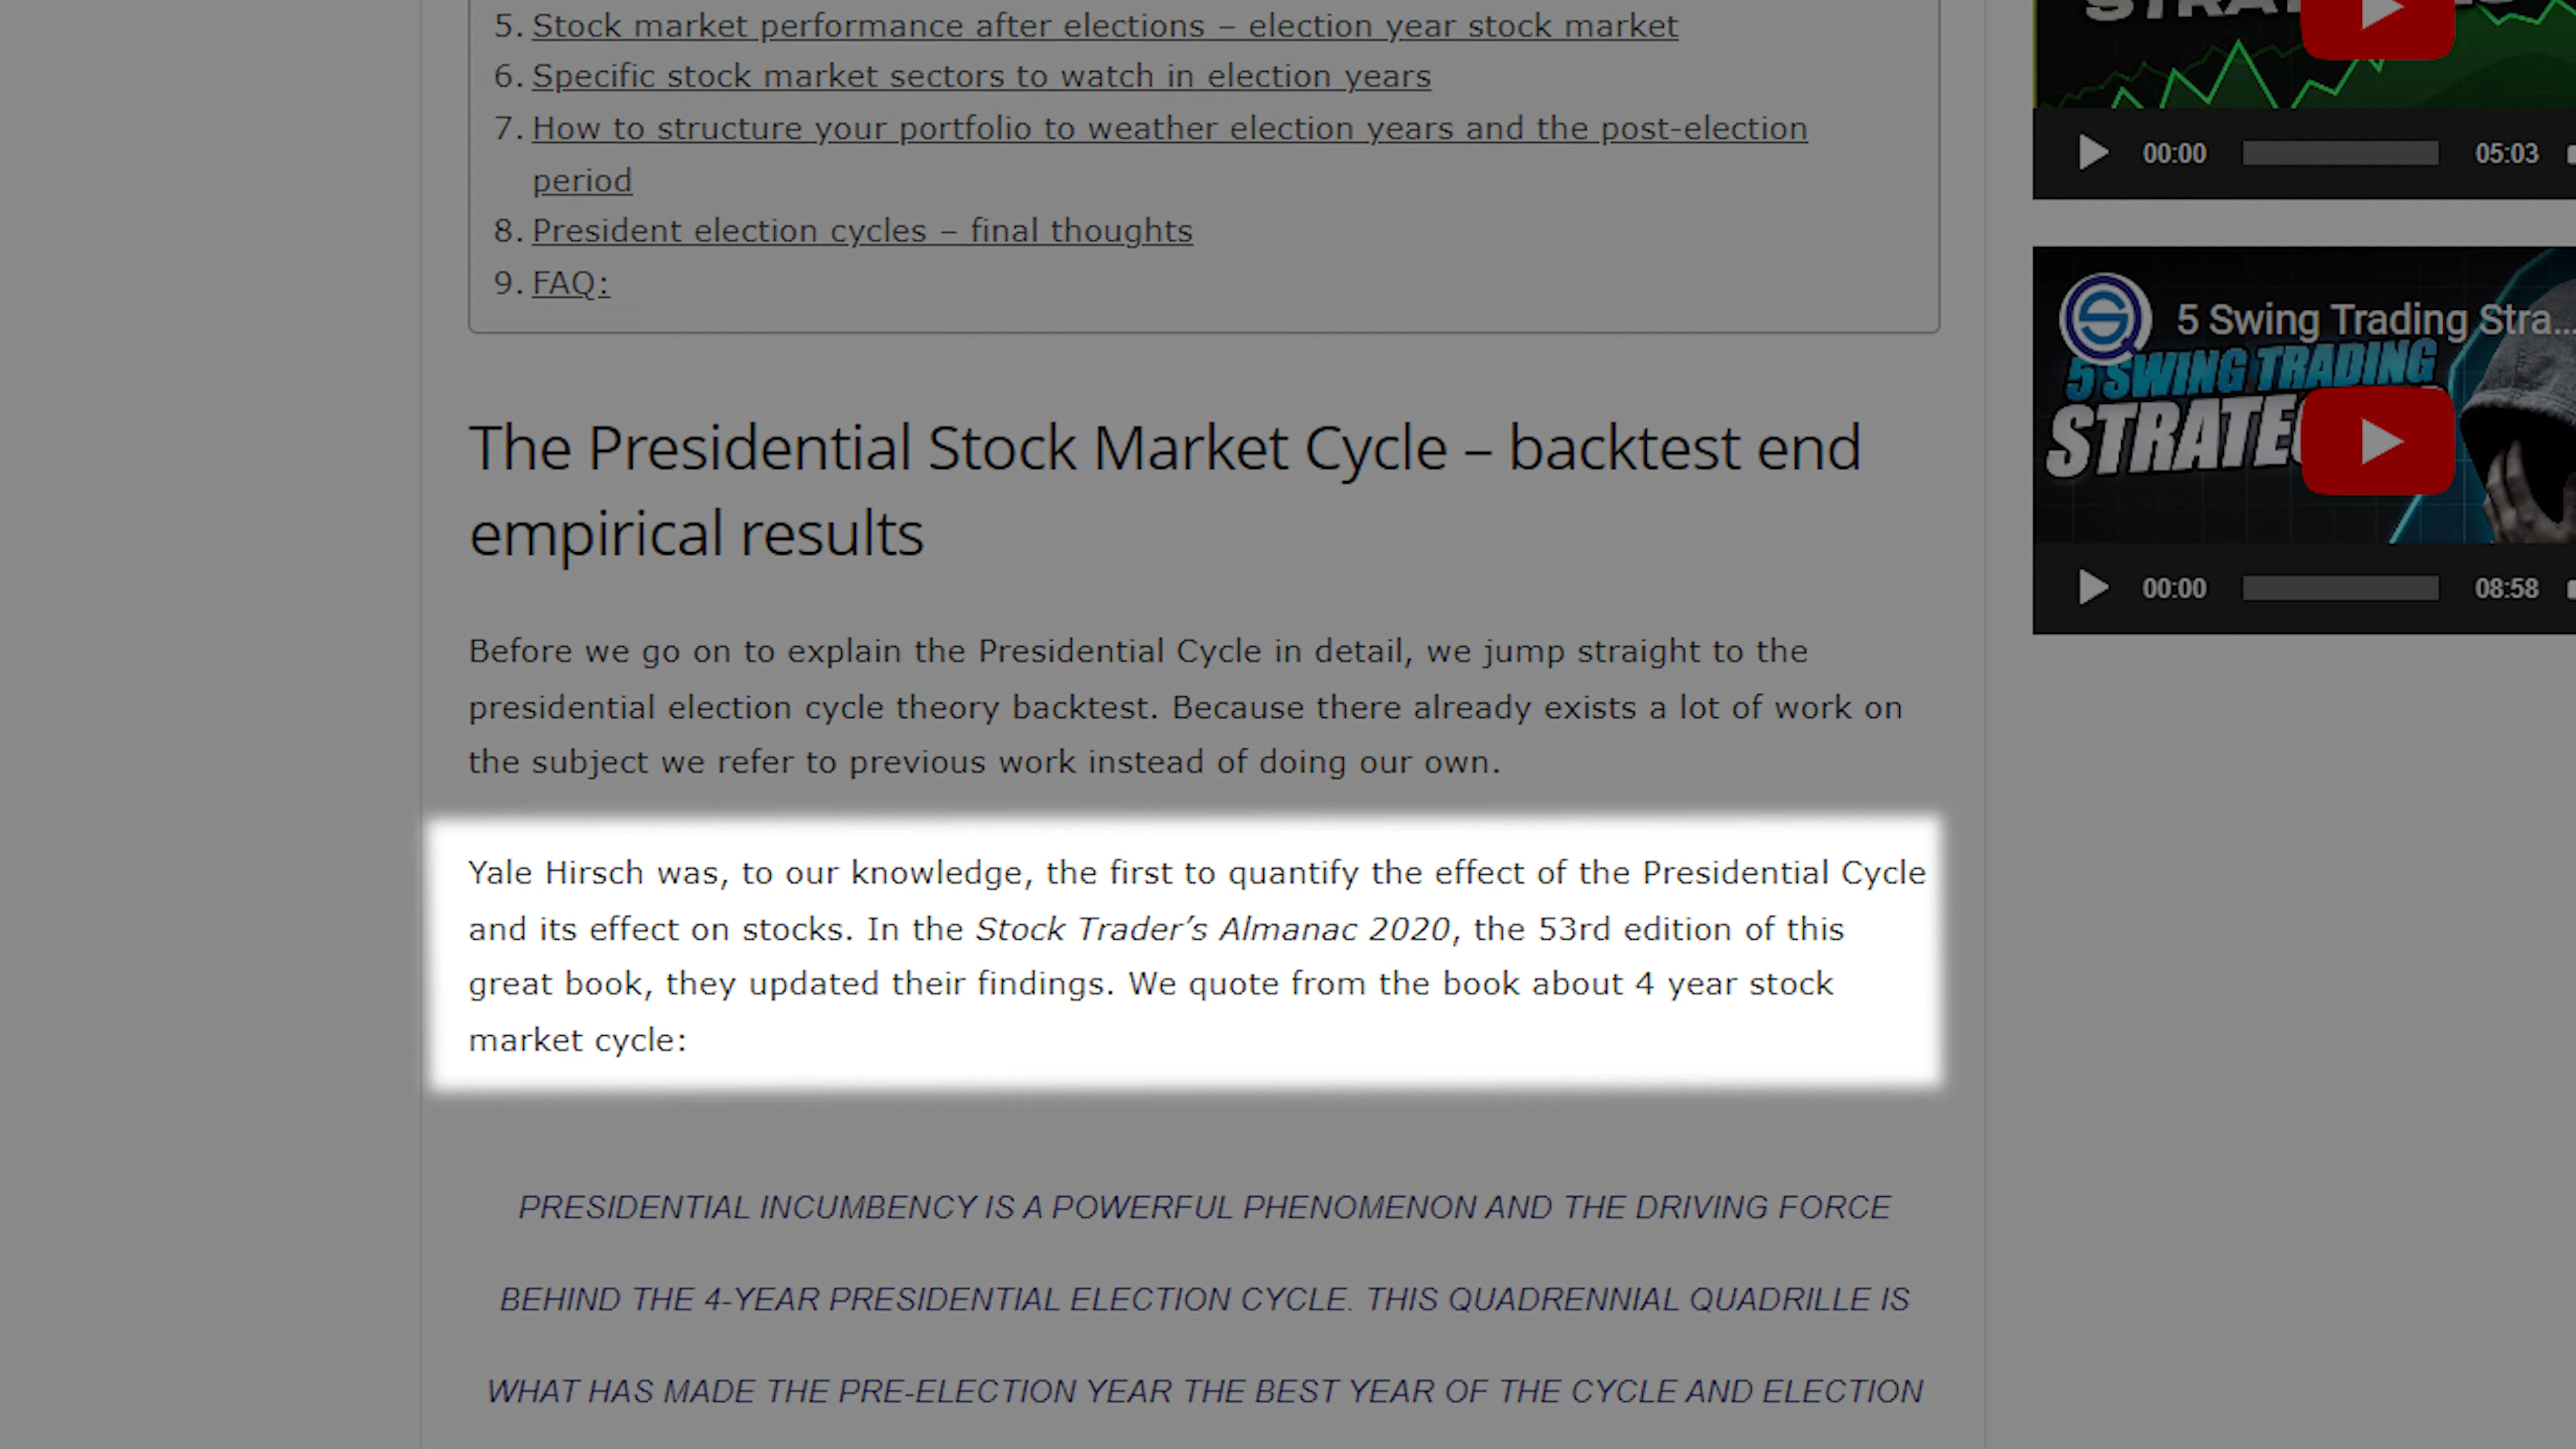 5. Stock market performance after elections – election year stock market
6. Specific stock market sectors to watch in election years
7. How to structure your portfolio to weather election years and the post-election
period
8. President election cycles – final thoughts
9. FAQ:
The Presidential Stock Market Cycle – backtest end
empirical results
Before we go on to explain the Presidential Cycle in detail, we jump straight to the
presidential election cycle theory backtest. Because there already exists a lot of work on
the subject we refer to previous work instead of doing our own.
Yale Hirsch was, to our knowledge, the first to quantify the effect of the Presidential Cycle
and its effect on stocks. In the Stock Trader’s Almanac 2020, the 53rd edition of this
great book, they updated their findings. We quote from the book about 4 year stock
market cycle:
PRESIDENTIAL INCUMBENCY IS A POWERFUL PHENOMENON AND THE DRIVING FORCE
BEHIND THE 4-YEAR PRESIDENTIAL ELECTION CYCLE. THIS QUADRENNIAL QUADRILLE IS
WHAT HAS MADE THE PRE-ELECTION YEAR THE BEST YEAR OF THE CYCLE AND ELECTION
00:00 05:03
5 Swing Trading Stra...
5 SWING TRADING
STRATE
00:00 08:58